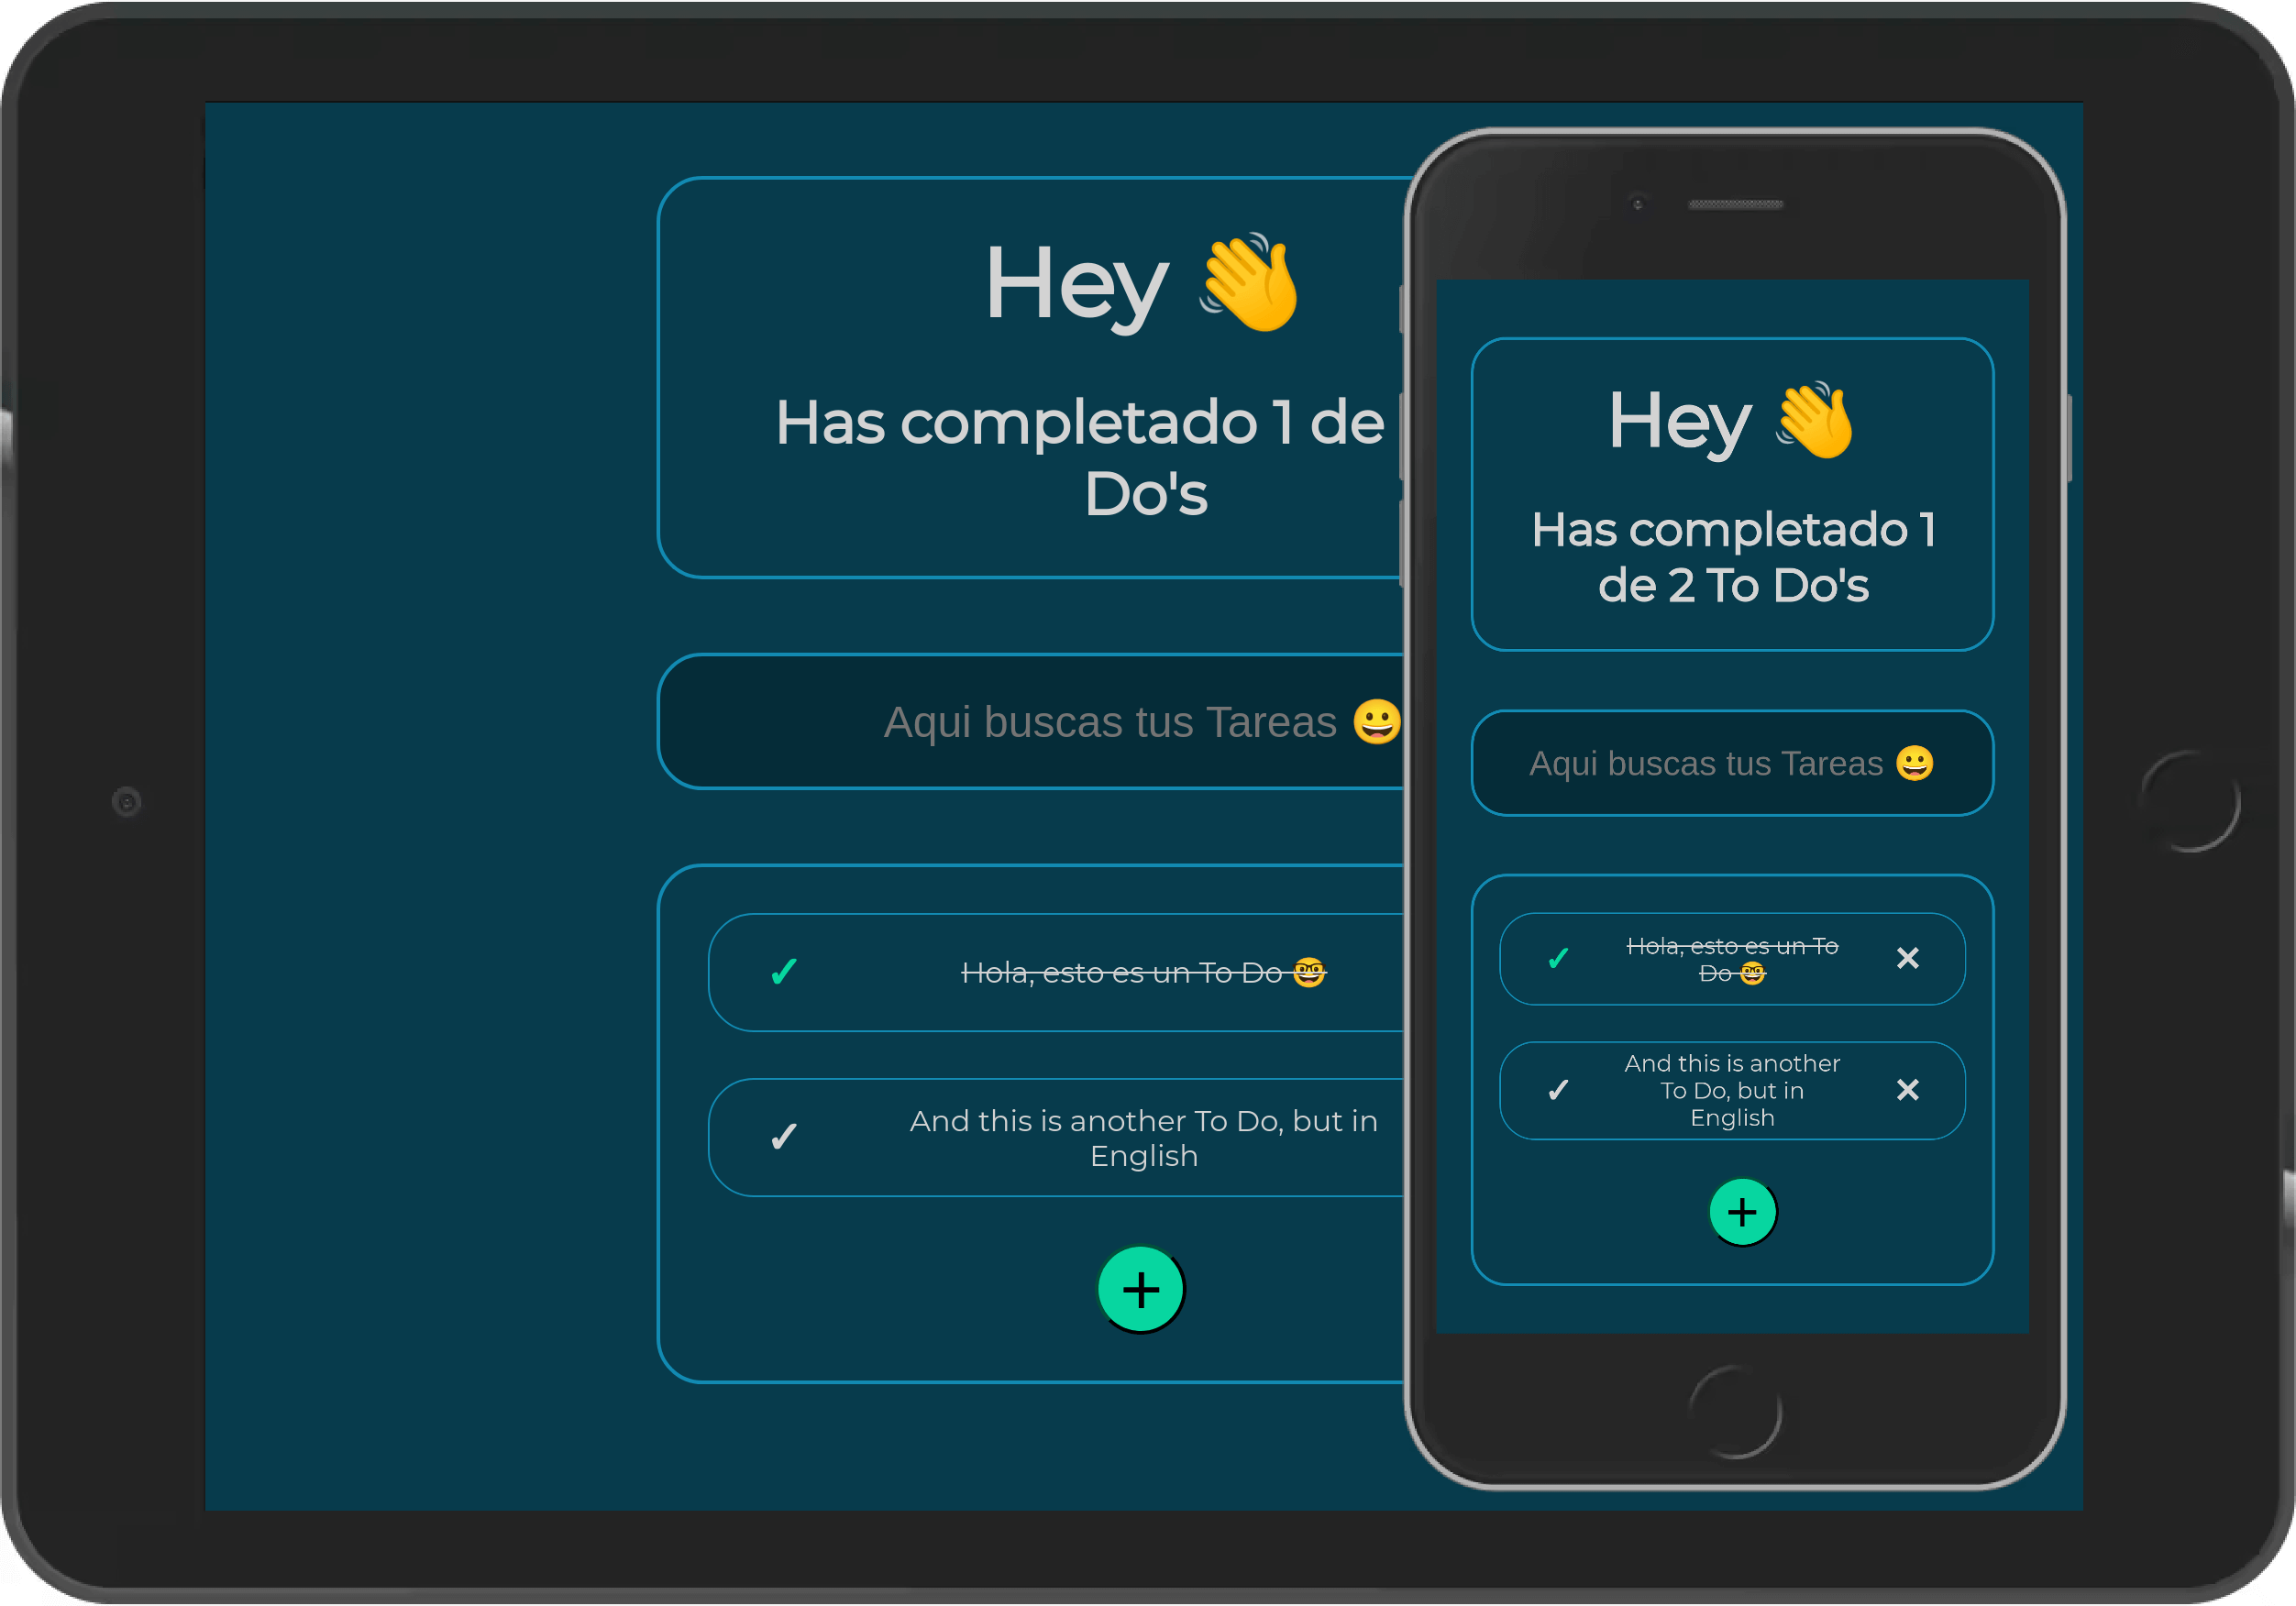 Hey 👋
Has completado 1 de
Do's
Aqui buscas tus Tareas 😀
✓ Hola, esto es un To Do 🤓
✓ And this is another To Do, but in
English
+
Hey 👋
Has completado 1
de 2 To Do's
Aqui buscas tus Tareas 😀
✓ Hola, esto es un To ✕
Do 🤓
And this is another
✓ To Do, but in ✕
English
+